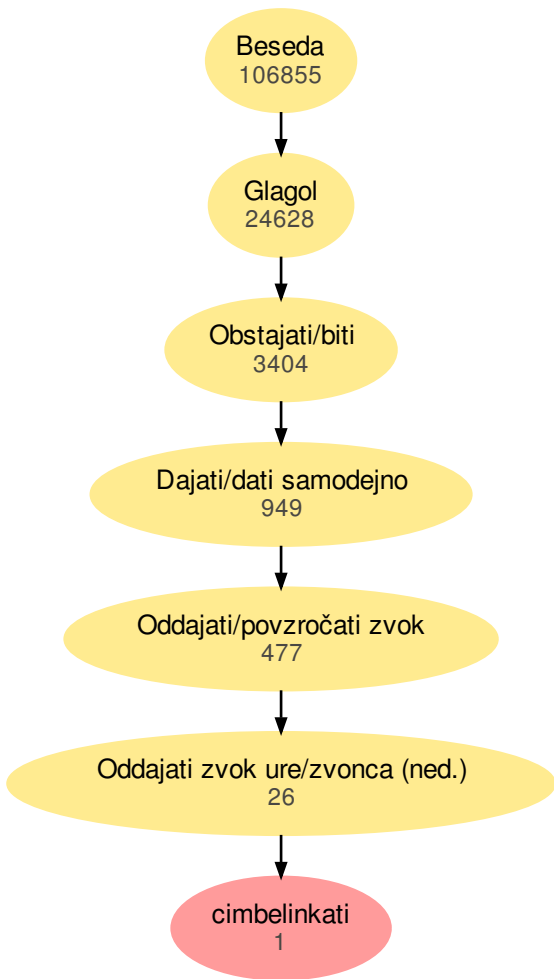 Beseda
106855
Glagol
24628
Obstajati/biti
3404
Dajati/dati samodejno
949
Oddajati/povzročati zvok
477
Oddajati zvok ure/zvonca (ned.)
26
cimbelinkati
1